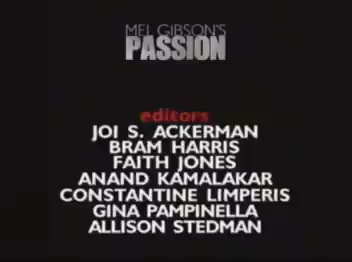 MEL GIBSON'S
PASSION
editors
JOI S. ACKERMAN
BRAM HARRIS
FAITH JONES
ANAND KAMALAKAR
CONSTANTINE LIMPERIS
GINA PAMPINELLA
ALLISON STEDMAN